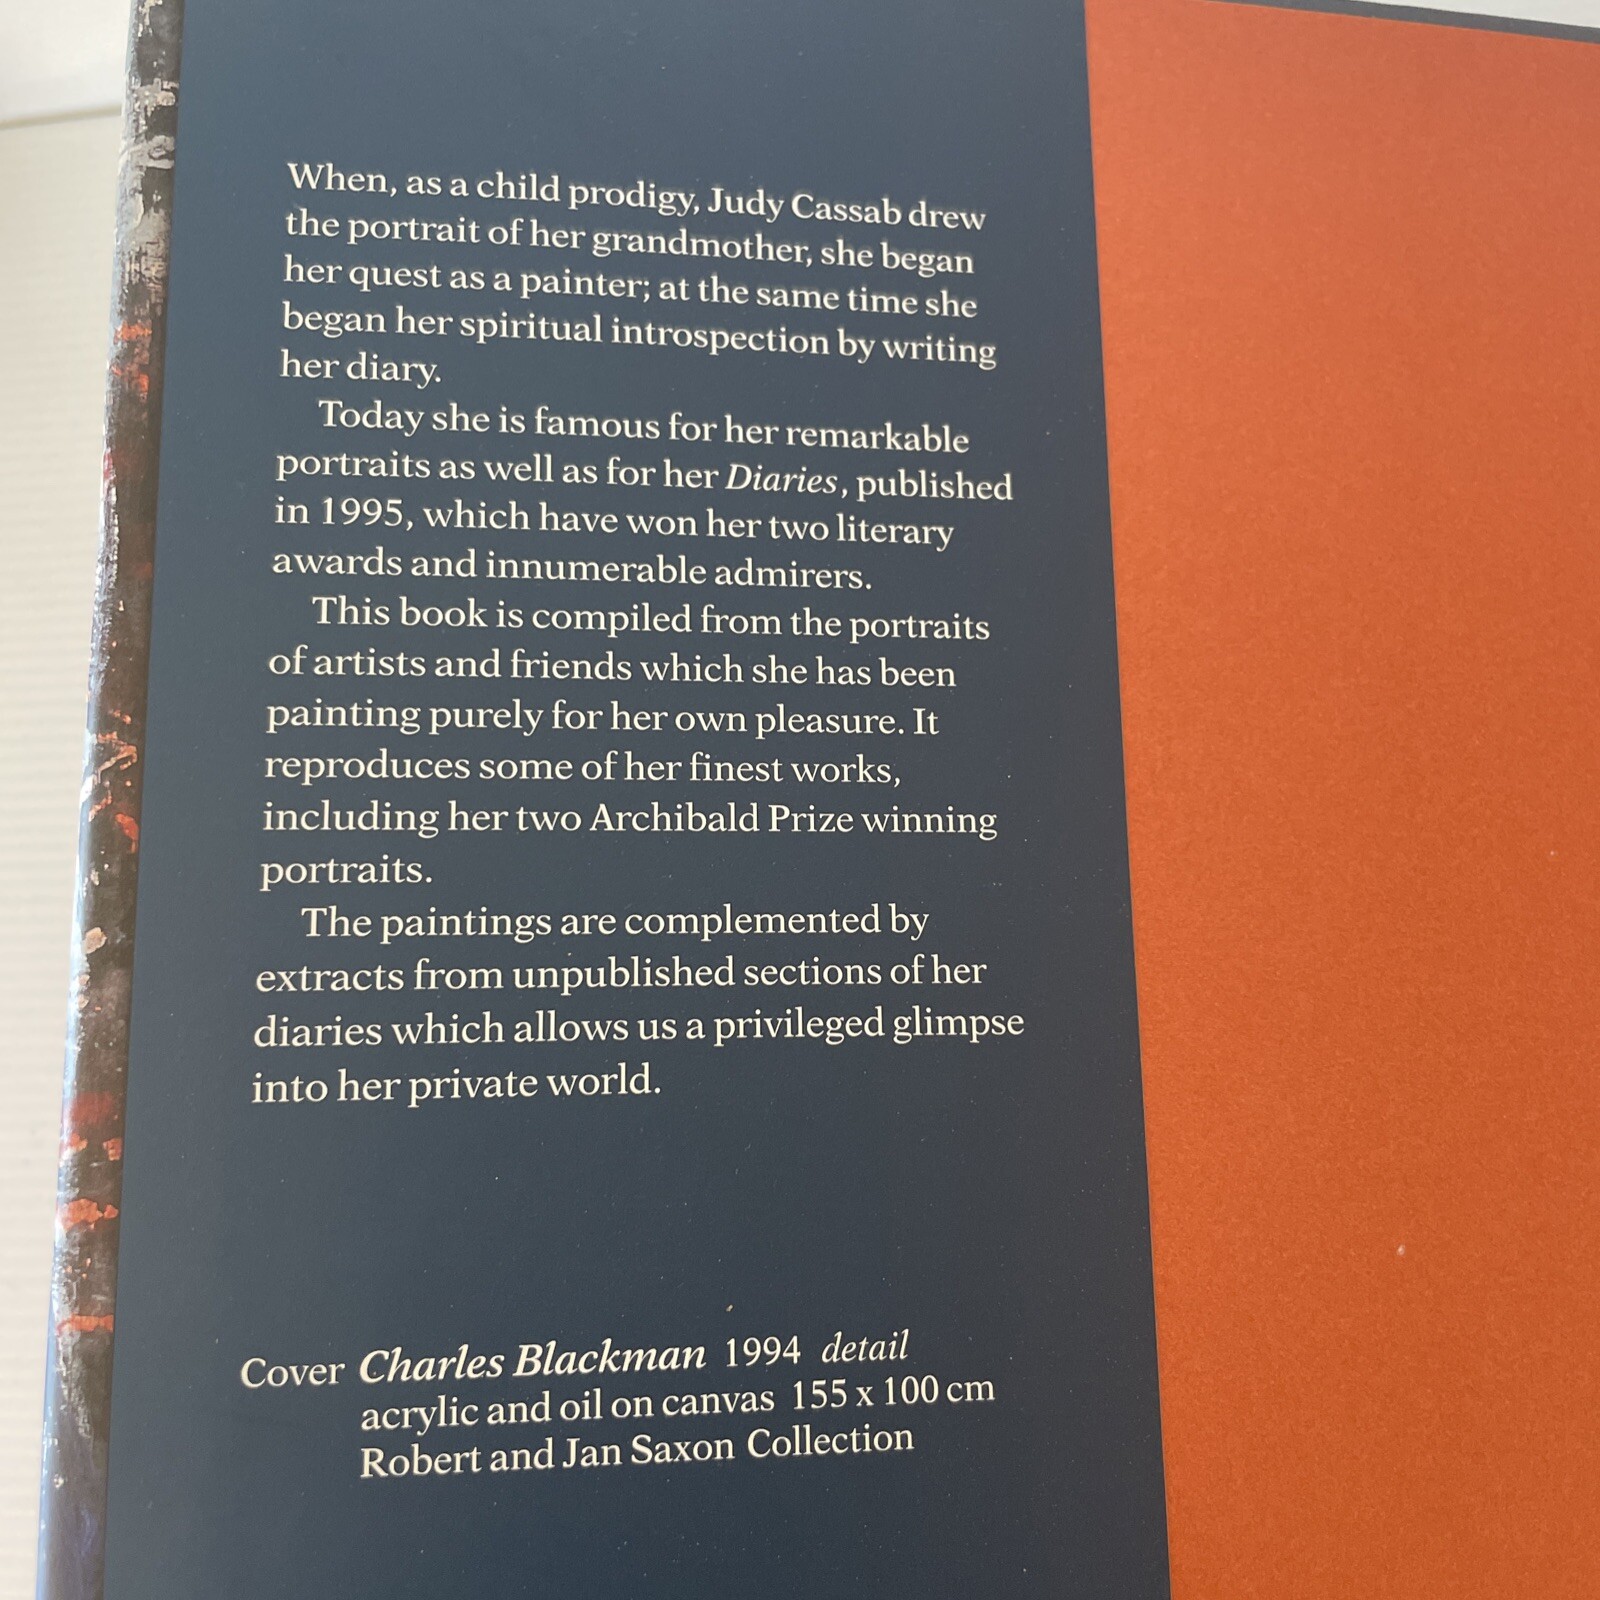 When, as a child prodigy, Judy Cassab drew
the portrait of her grandmother, she began
her quest as a painter; at the same time she
began her spiritual introspection by writing
her diary.
Today she is famous for her remarkable
portraits as well as for her Diaries, published
in 1995, which have won her two literary
awards and innumerable admirers.
This book is compiled from the portraits
of artists and friends which she has been
painting purely for her own pleasure. It
reproduces some of her finest works,
including her two Archibald Prize winning
portraits.
The paintings are complemented by
extracts from unpublished sections of her
diaries which allows us a privileged glimpse
into her private world.
Cover Charles Blackman 1994 detail
acrylic and oil on canvas 155 x 100 cm
Robert and Jan Saxon Collection